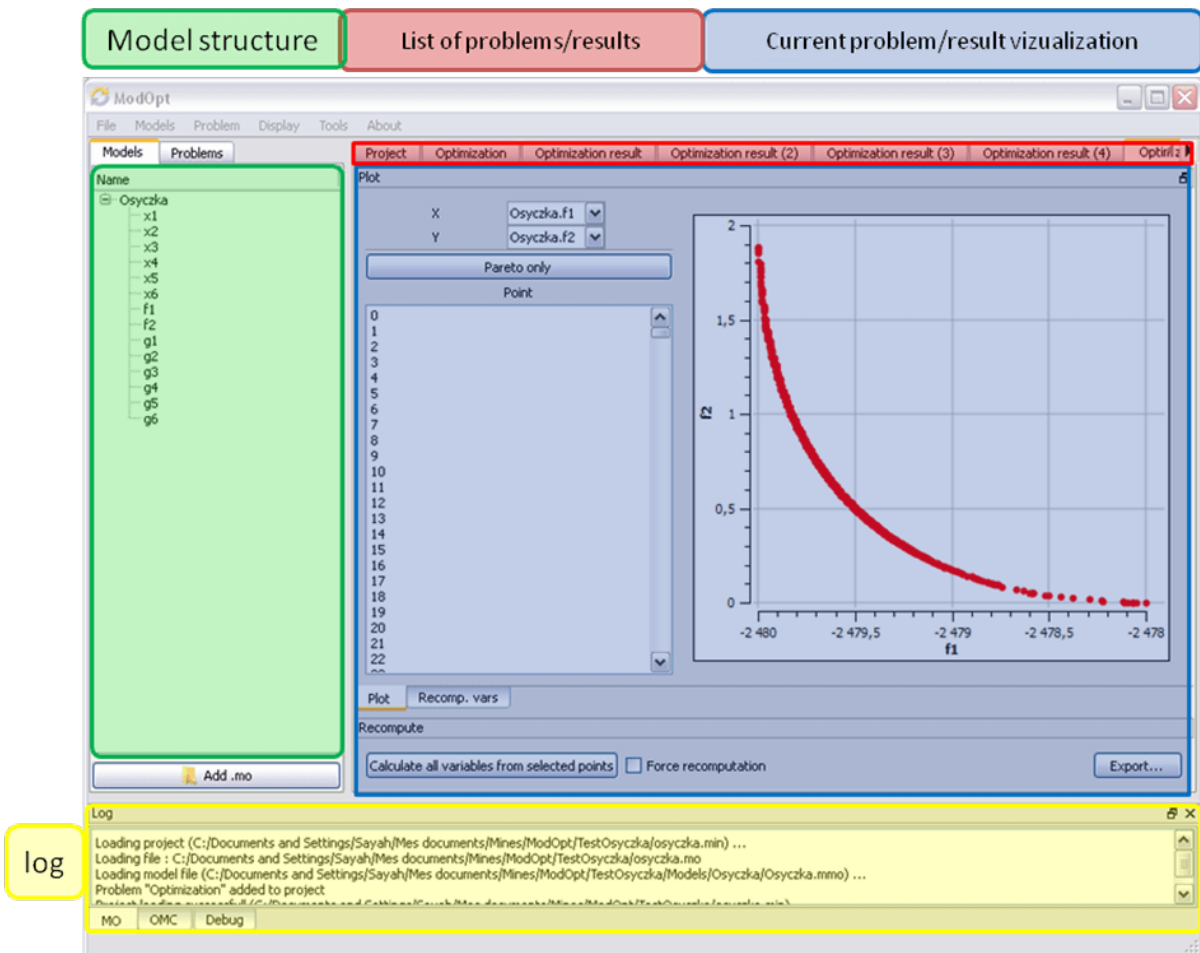 Model structure
List of problems/results
Current problem/result vizualization
ModOpt
File Models Problem Display Tools About
Models Problems
Project Optimization Optimization result Optimization result (2) Optimization result (3) Optimization result (4)
Name
Osyczka
x1
x2
x3
x4
x5
x6
f1
f2
g1
g2
g3
g4
g5
g6
Add .mo
Plot
X Osyczka.f1
Y Osyczka.f2
Pareto only
Point
0
1
2
3
4
5
6
7
8
9
10
11
12
13
14
15
16
17
18
19
20
21
22
2
1,5
1
0,5
0
f2
-2 480 -2 479,5 -2 479 -2 478,5 -2 478
f1
Plot Recomp. vars
Recompute
Calculate all variables from selected points Force recomputation Export...
log
Log
Loading project (C:/Documents and Settings/Sayah/Mes documents/Mines/ModOpt/TestOsyczka/osyczka.min) ...
Loading file : C:/Documents and Settings/Sayah/Mes documents/Mines/ModOpt/TestOsyczka/osyczka.mo
Loading model file (C:/Documents and Settings/Sayah/Mes documents/Mines/ModOpt/TestOsyczka/Models/Osyczka/Osyczka.mmo) ...
Problem "Optimization" added to project
MO OMC Debug